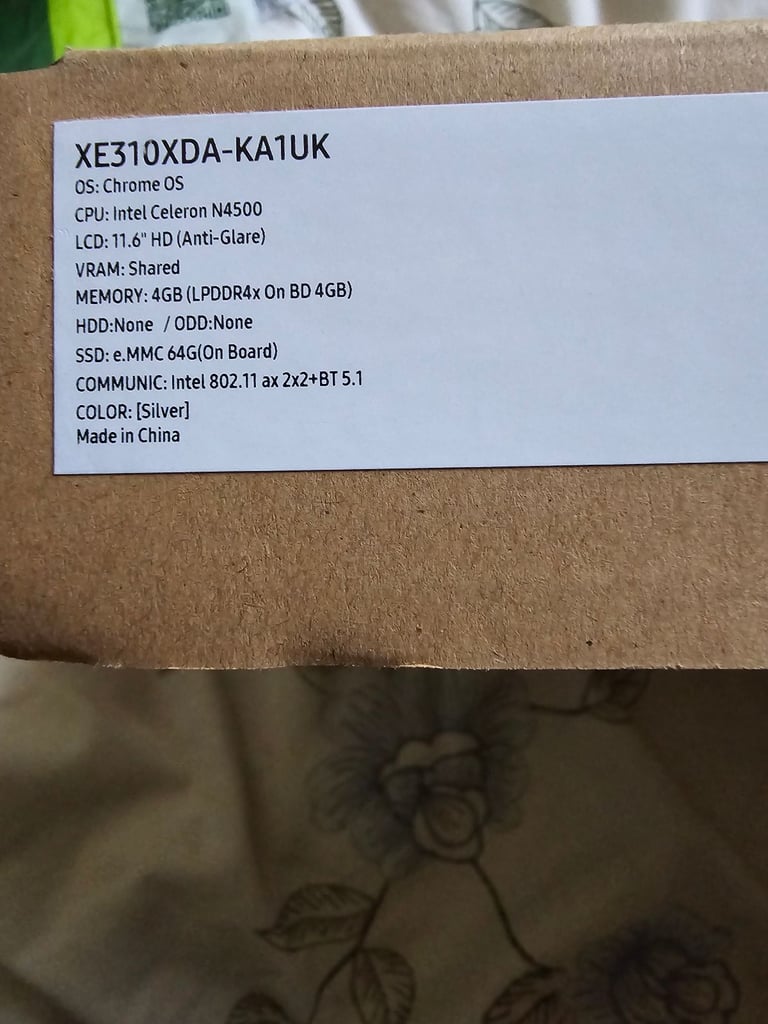 XE310XDA-KA1UK
OS: Chrome OS
CPU: Intel Celeron N4500
LCD: 11.6" HD (Anti-Glare)
VRAM: Shared
MEMORY: 4GB (LPDDR4x On BD 4GB)
HDD:None / ODD:None
SSD: e.MMC 64G(On Board)
COMMUNIC: Intel 802.11 ax 2x2+BT 5.1
COLOR: [Silver]
Made in China